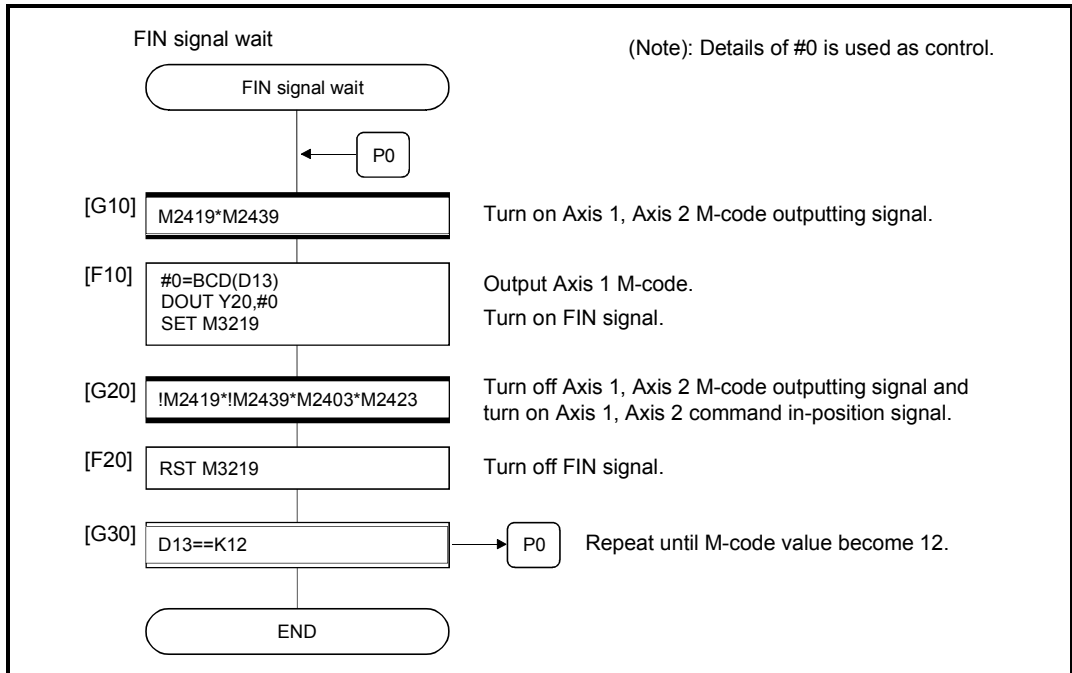 FIN signal wait
(Note): Details of #0 is used as control.
FIN signal wait
P0
[G10]
M2419*M2439
Turn on Axis 1, Axis 2 M-code outputting signal.
[F10]
#0=BCD(D13)
DOUT Y20,#0
SET M3219
Output Axis 1 M-code.
Turn on FIN signal.
[G20]
!M2419*!M2439*M2403*M2423
Turn off Axis 1, Axis 2 M-code outputting signal and
turn on Axis 1, Axis 2 command in-position signal.
[F20]
RST M3219
Turn off FIN signal.
[G30]
D13==K12
P0
Repeat until M-code value become 12.
END